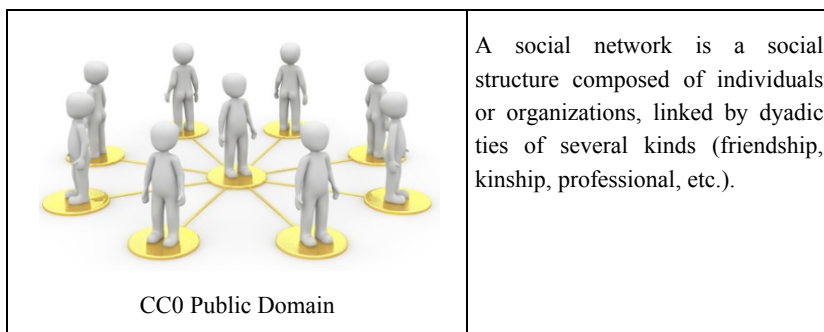 CC0 Public Domain
A social network is a social
structure composed of individuals
or organizations, linked by dyadic
ties of several kinds (friendship,
kinship, professional, etc.).